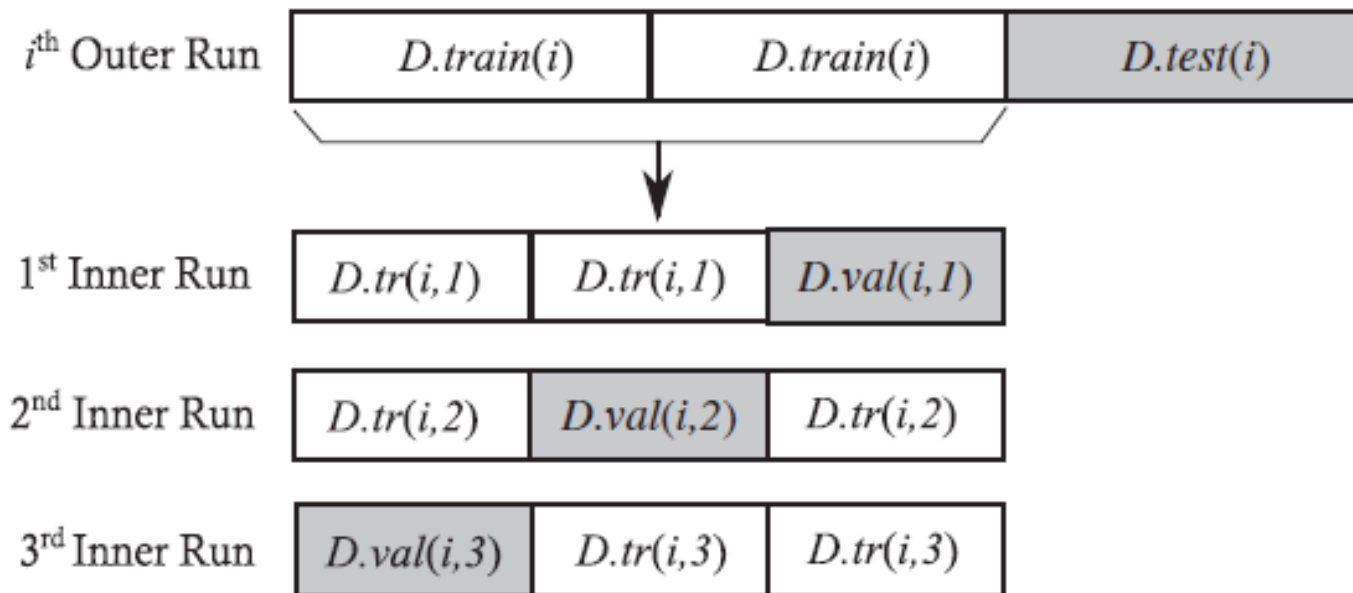 i^th Outer Run D.train(i) D.train(i) D.test(i)
1^st Inner Run D.tr(i,1) D.tr(i,1) D.val(i,1)
2^nd Inner Run D.tr(i,2) D.val(i,2) D.tr(i,2)
3^rd Inner Run D.val(i,3) D.tr(i,3) D.tr(i,3)